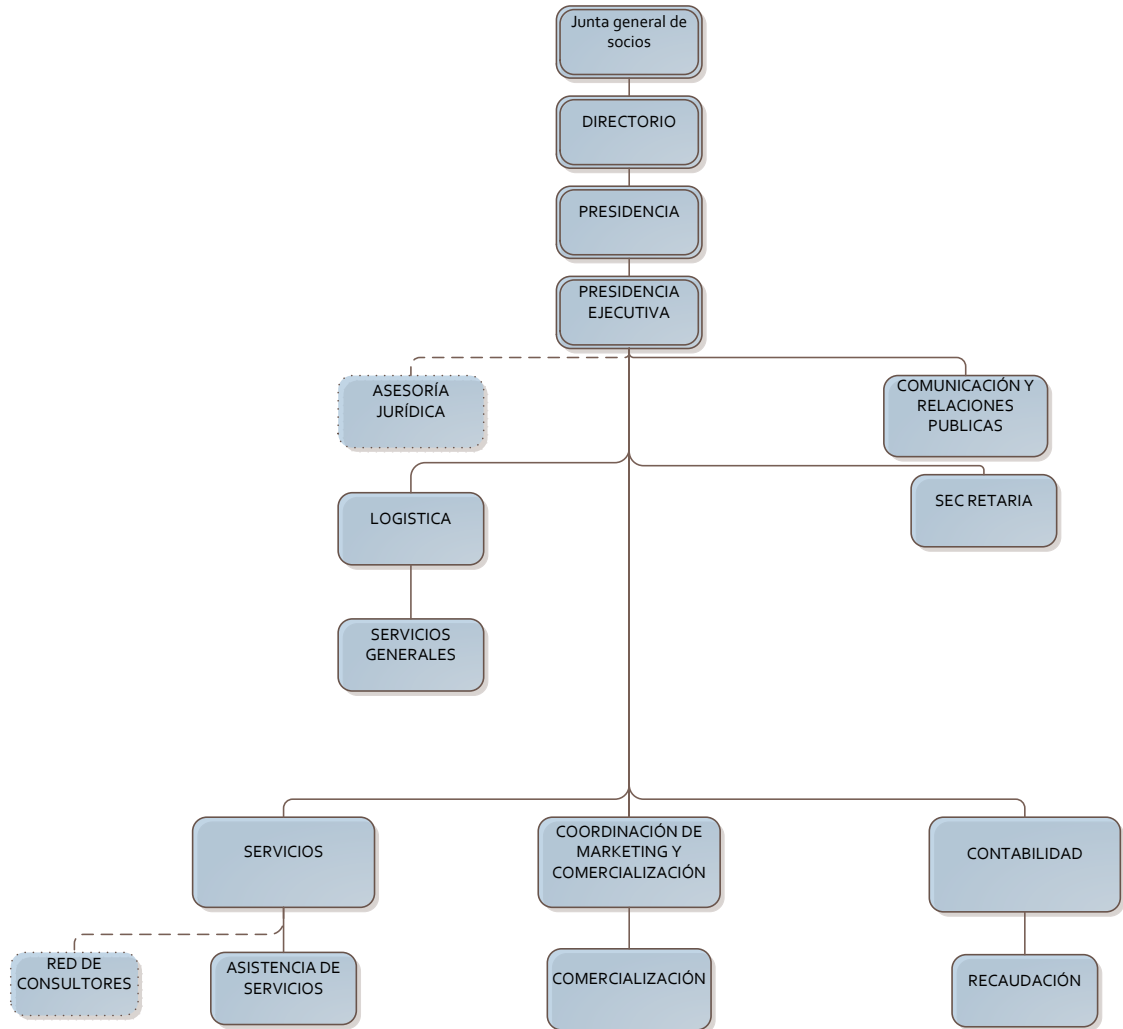 Junta general de
socios
DIRECTORIO
PRESIDENCIA
PRESIDENCIA
EJECUTIVA
ASESORÍA
JURÍDICA
COMUNICACIÓN Y
RELACIONES
PUBLICAS
LOGISTICA
SEC RETARIA
SERVICIOS
GENERALES
SERVICIOS
COORDINACIÓN DE
MARKETING Y
COMERCIALIZACIÓN
CONTABILIDAD
RED DE
CONSULTORES
ASISTENCIA DE
SERVICIOS
COMERCIALIZACIÓN
RECAUDACIÓN